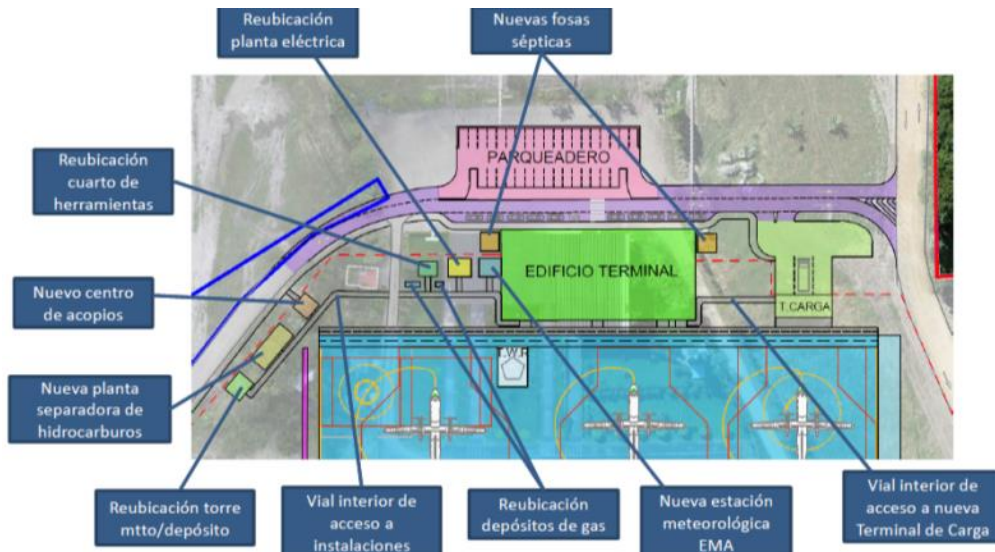 Reubicación
planta eléctrica
Nuevas fosas
sépticas
Reubicación
cuarto de
herramientas
PARQUEADERO
EDIFICIO TERMINAL
T.CARGA
Nuevo centro
de acopios
T.W.R
Nueva planta
separadora de
hidrocarburos
Reubicación torre
mtto/depósito
Vial interior de
acceso a
instalaciones
Reubicación
depósitos de gas
Nueva estación
meteorológica
EMA
Vial interior de
acceso a nueva
Terminal de Carga